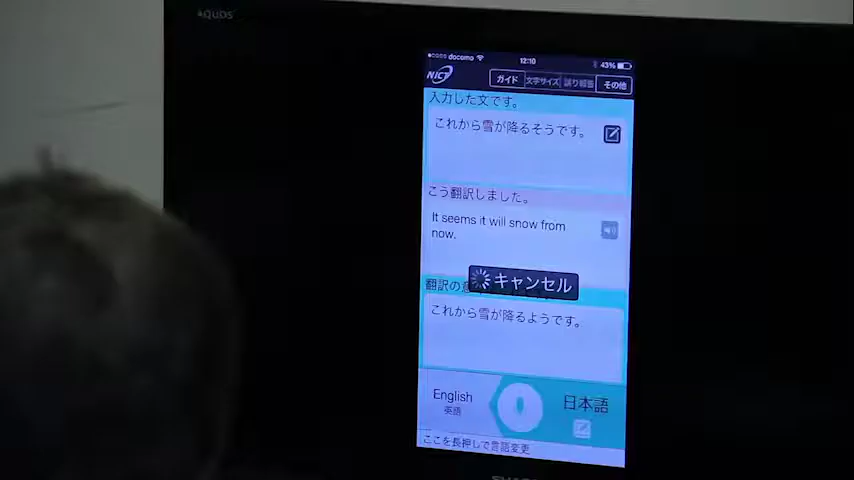 AQUOS
docomo 12:10 43%
NICT ガイド 文字サイズ 誤り報告 その他
入力した文です。
これから雪が降るそうです。
こう翻訳しました。
It seems it will snow from
now.
キャンセル
翻訳の意
これから雪が降るようです。
English 日本語
英語
ここを長押しで言語変更